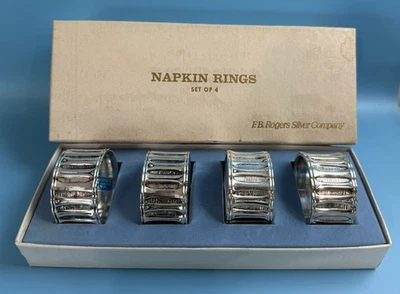 NAPKIN RINGS
SET OF 4
F.B. Rogers Silver Company